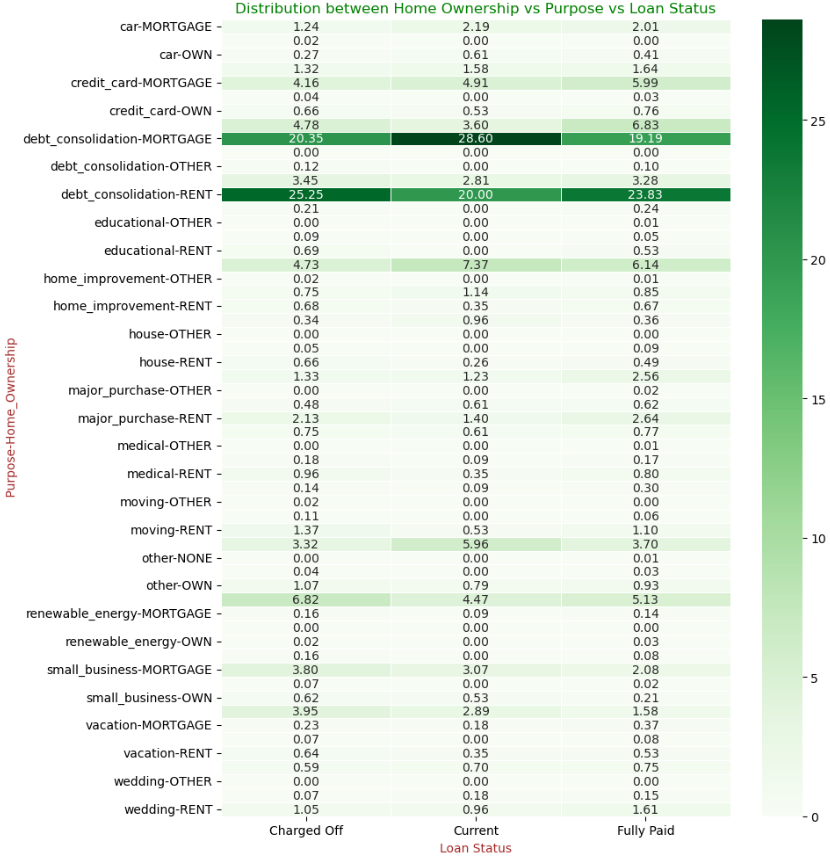 Distribution between Home Ownership vs Purpose vs Loan Status
car-MORTGAGE 1.24 2.19 2.01
0.02 0.00 0.00
car-OWN 0.27 0.61 0.41
1.32 1.58 1.64
credit_card-MORTGAGE 4.16 4.91 5.99
0.04 0.00 0.03
credit_card-OWN 0.66 0.53 0.76
4.78 3.60 6.83
debt_consolidation-MORTGAGE 20.35 28.60 19.19
0.00 0.00 0.00
debt_consolidation-OTHER 0.12 0.00 0.10
3.45 2.81 3.28
debt_consolidation-RENT 25.25 20.00 23.83
0.21 0.00 0.24
educational-OTHER 0.00 0.00 0.01
0.09 0.00 0.05
educational-RENT 0.69 0.00 0.53
4.73 7.37 6.14
home_improvement-OTHER 0.02 0.00 0.01
0.75 1.14 0.85
home_improvement-RENT 0.68 0.35 0.67
0.34 0.96 0.36
house-OTHER 0.00 0.00 0.00
0.05 0.00 0.09
house-RENT 0.66 0.26 0.49
1.33 1.23 2.56
major_purchase-OTHER 0.00 0.00 0.02
0.48 0.61 0.62
major_purchase-RENT 2.13 1.40 2.64
0.75 0.61 0.77
medical-OTHER 0.00 0.00 0.01
0.18 0.09 0.17
medical-RENT 0.96 0.35 0.80
0.14 0.09 0.30
moving-OTHER 0.02 0.00 0.00
0.11 0.00 0.06
moving-RENT 1.37 0.53 1.10
3.32 5.96 3.70
other-NONE 0.00 0.00 0.01
0.04 0.00 0.03
other-OWN 1.07 0.79 0.93
6.82 4.47 5.13
renewable_energy-MORTGAGE 0.16 0.09 0.14
0.00 0.00 0.00
renewable_energy-OWN 0.02 0.00 0.03
0.16 0.00 0.08
small_business-MORTGAGE 3.80 3.07 2.08
0.07 0.00 0.02
small_business-OWN 0.62 0.53 0.21
3.95 2.89 1.58
vacation-MORTGAGE 0.23 0.18 0.37
0.07 0.00 0.08
vacation-RENT 0.64 0.35 0.53
0.59 0.70 0.75
wedding-OTHER 0.00 0.00 0.00
0.07 0.18 0.15
wedding-RENT 1.05 0.96 1.61
Charged Off Current Fully Paid
Loan Status
Purpose-Home_Ownership
25
20
15
10
5
0